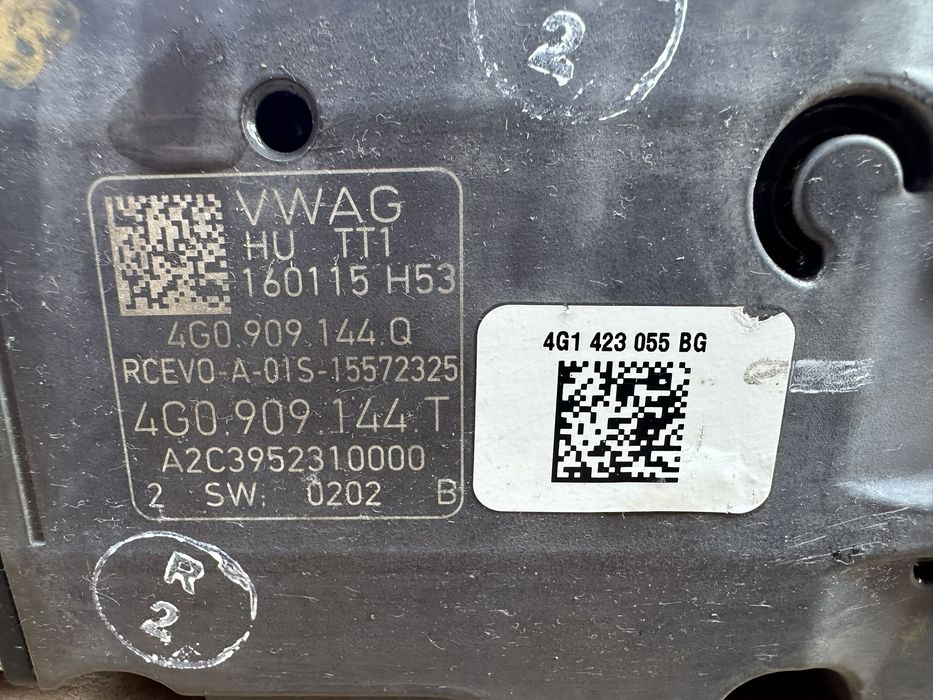 2
VWAG
HU TT1
160115 H53
4G0.909.144.Q
RCEVO-A-01S-15572325
4G0.909.144.T
A2C3952310000
2 SW. 0202 B
4G1 423 055 BG
R
2